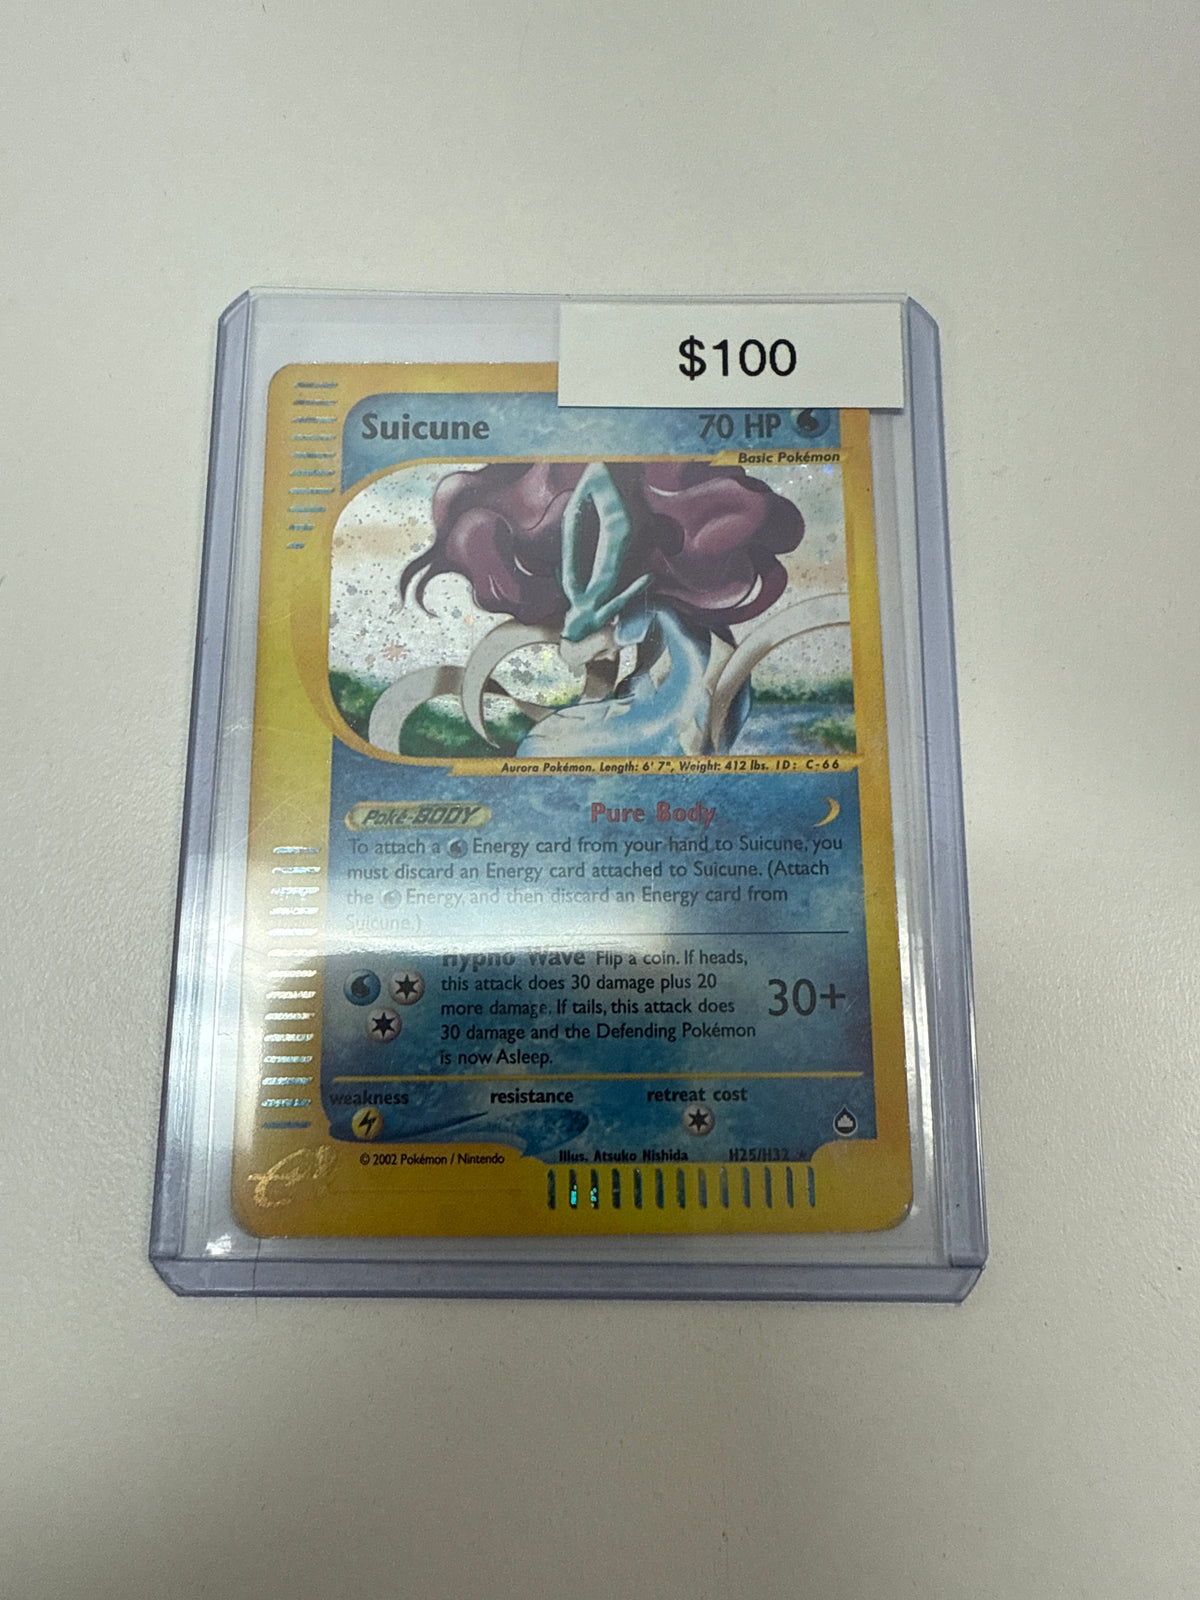 $100
Suicune
70 HP
Basic Pokémon
Aurora Pokémon. Length: 6' 7", Weight: 412 lbs. ID: C-66
Poké-BODY Pure Body
To attach a Energy card from your hand to Suicune, you
must discard an Energy card attached to Suicune. (Attach
the Energy, and then discard an Energy card from
Suicune.)
Hypno Wave Flip a coin. If heads,
this attack does 30 damage plus 20
more damage. If tails, this attack does
30 damage and the Defending Pokémon
is now Asleep.
30+
weakness resistance retreat cost
© 2002 Pokémon / Nintendo Illus. Atsuko Nishida H25/H32 ★
e